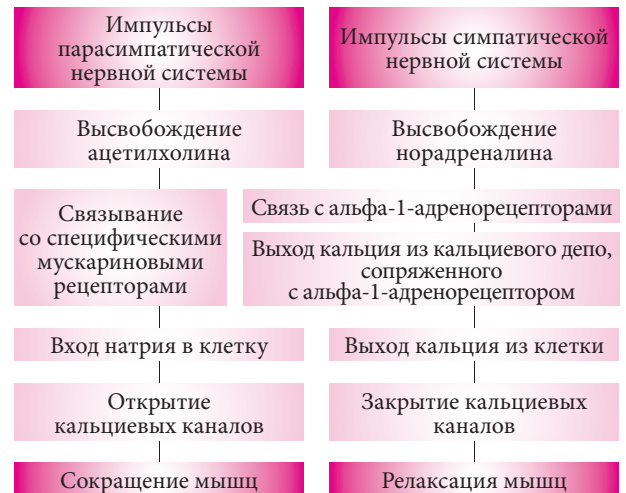 Импульсы
парасимпатической
нервной системы
Высвобождение
ацетилхолина
Связывание
со специфическими
мускариновыми
рецепторами
Вход натрия в клетку
Открытие
кальциевых каналов
Сокращение мышц
Импульсы симпатической
нервной системы
Высвобождение
норадреналина
Связь с альфа-1-адренорецепторами
Выход кальция из кальциевого депо,
сопряженного
с альфа-1-адренорецептором
Выход кальция из клетки
Закрытие кальциевых
каналов
Релаксация мышц